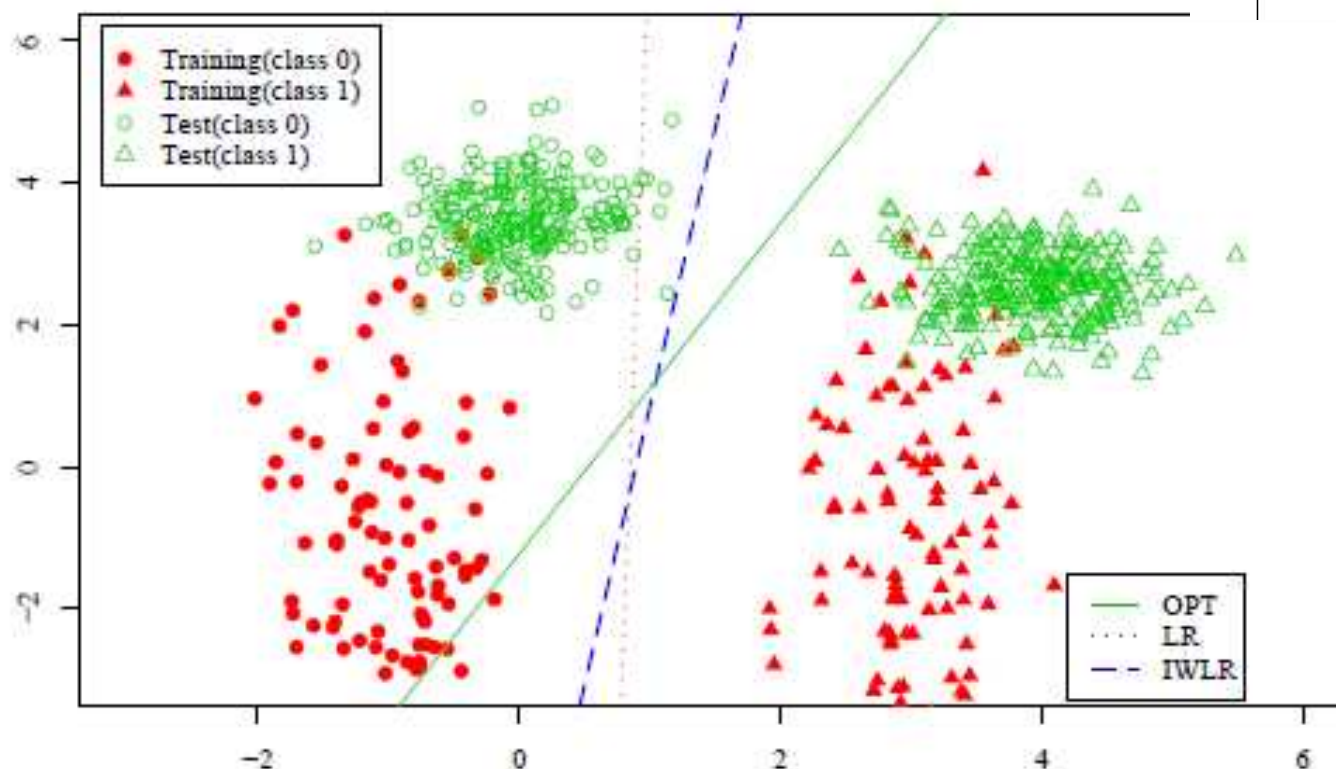 Training(class 0)
Training(class 1)
Test(class 0)
Test(class 1)
6
4
2
0
−2
OPT
LR
IWLR
−2 0 2 4 6